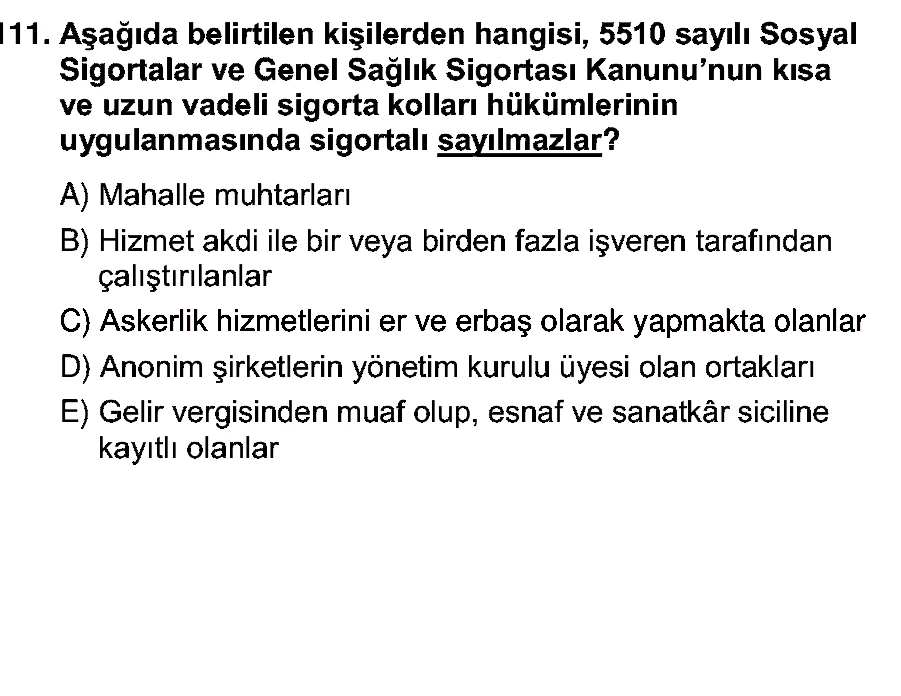 111. Aşağıda belirtilen kişilerden hangisi, 5510 sayılı Sosyal
Sigortalar ve Genel Sağlık Sigortası Kanunu’nun kısa
ve uzun vadeli sigorta kolları hükümlerinin
uygulanmasında sigortalı sayılmazlar?
A) Mahalle muhtarları
B) Hizmet akdi ile bir veya birden fazla işveren tarafından
çalıştırılanlar
C) Askerlik hizmetlerini er ve erbaş olarak yapmakta olanlar
D) Anonim şirketlerin yönetim kurulu üyesi olan ortakları
E) Gelir vergisinden muaf olup, esnaf ve sanatkâr siciline
kayıtlı olanlar